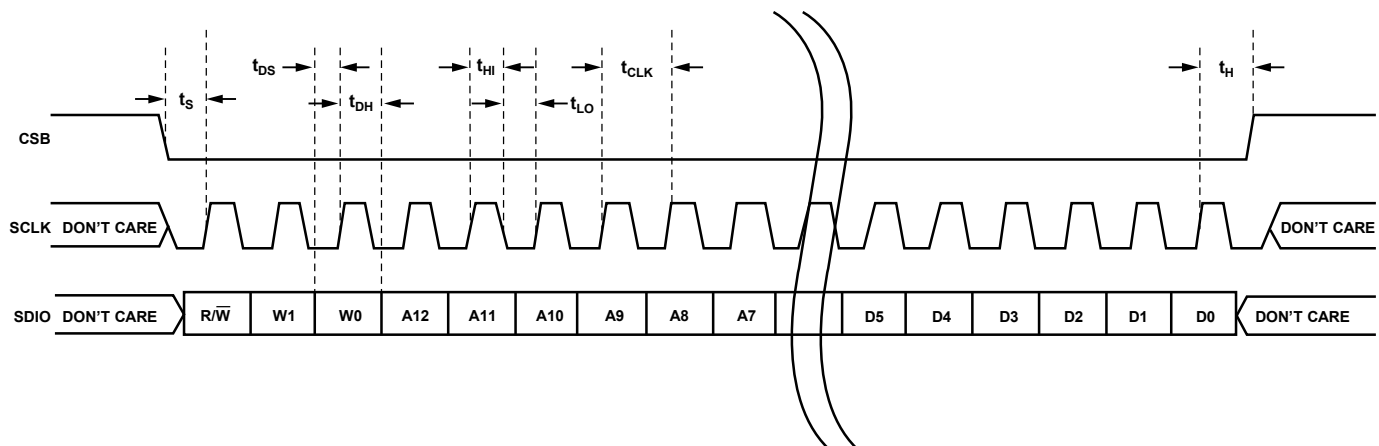 tDS
tHI
tCLK
tH
tS
tDH
tLO
CSB
SCLK DON'T CARE
DON'T CARE
SDIO DON'T CARE
R/W̅ W1 W0 A12 A11 A10 A9 A8 A7 D5 D4 D3 D2 D1 D0
DON'T CARE